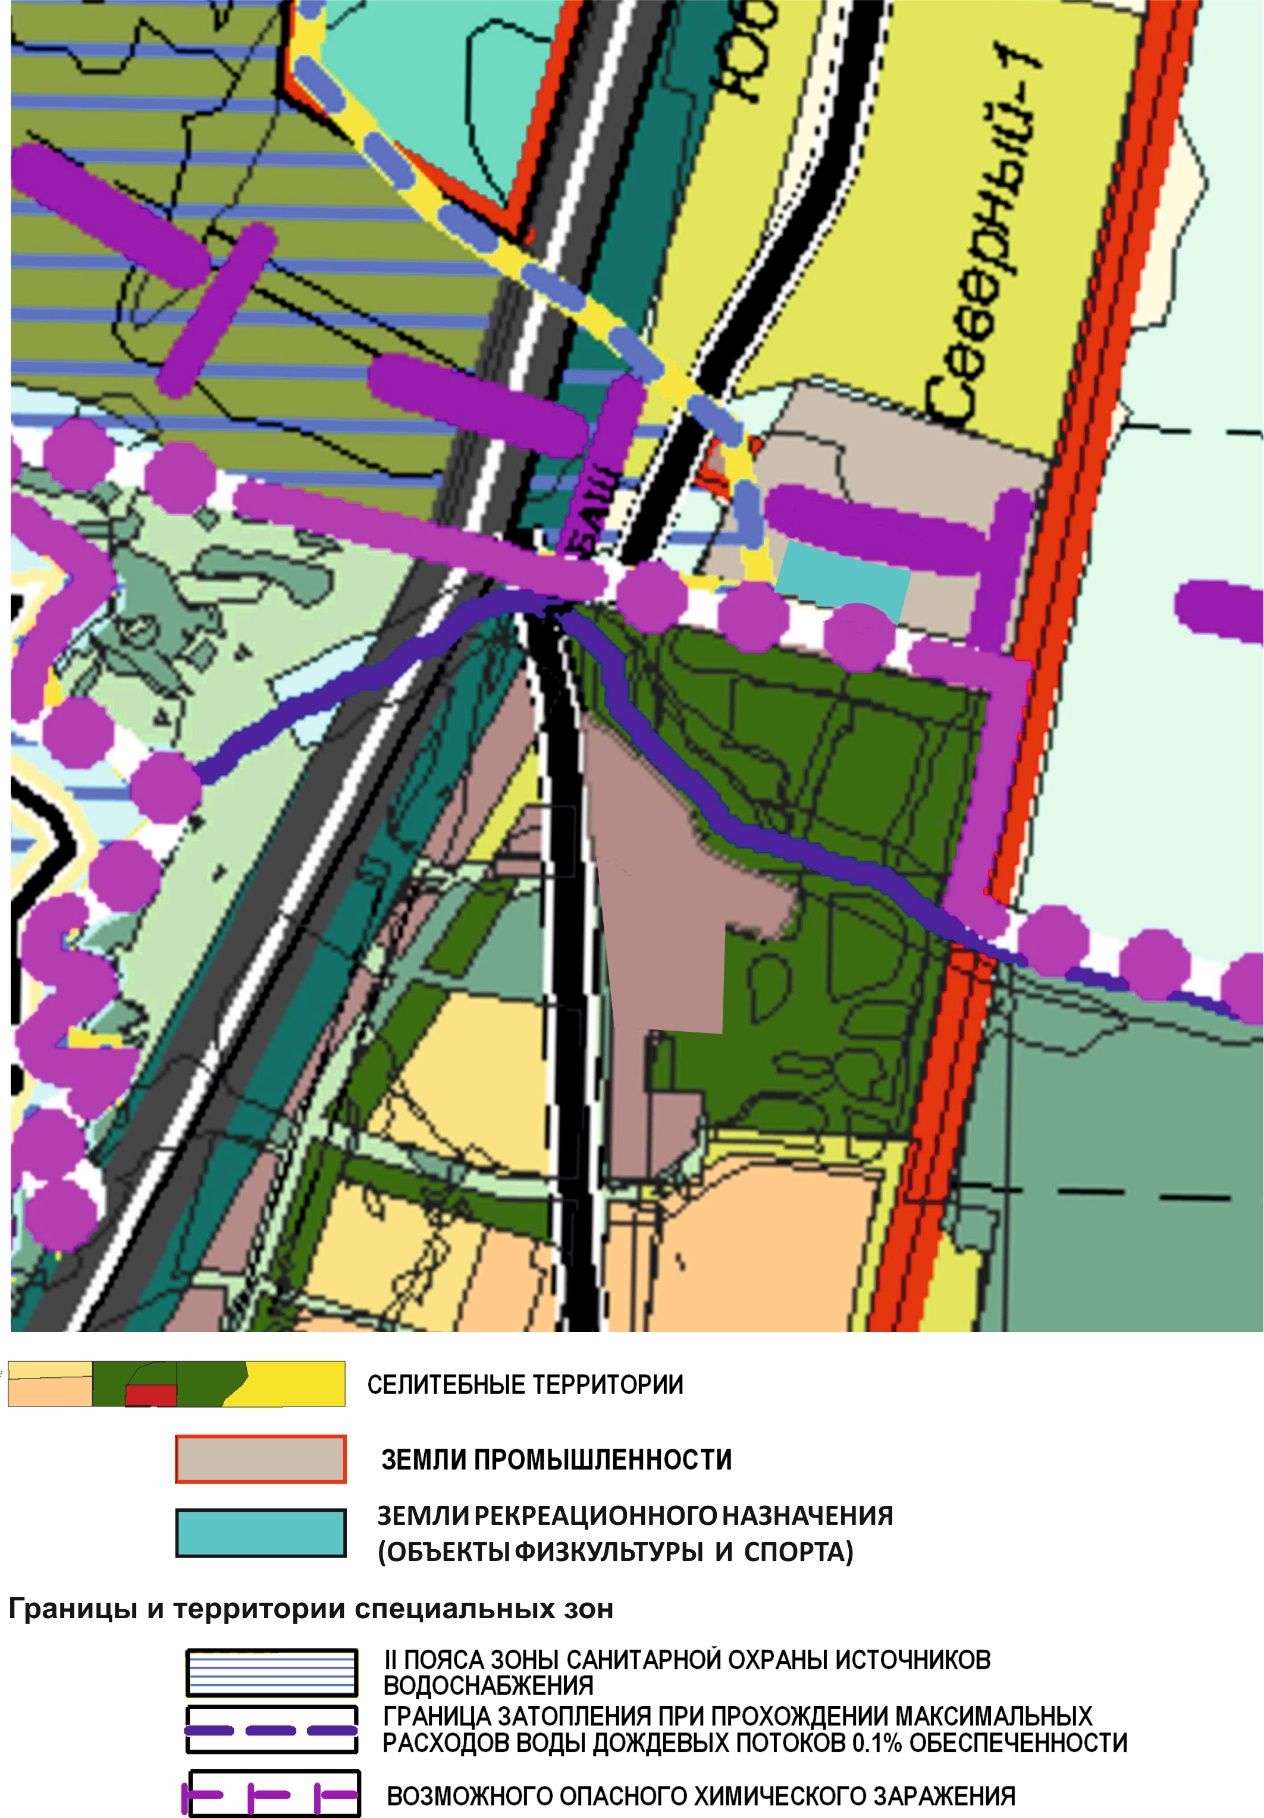 Юб
Северный-1
БАШ
СЕЛИТЕБНЫЕ ТЕРРИТОРИИ
ЗЕМЛИ ПРОМЫШЛЕННОСТИ
ЗЕМЛИ РЕКРЕАЦИОННОГО НАЗНАЧЕНИЯ
(ОБЪЕКТЫ ФИЗКУЛЬТУРЫ И СПОРТА)
Границы и территории специальных зон
II ПОЯСА ЗОНЫ САНИТАРНОЙ ОХРАНЫ ИСТОЧНИКОВ
ВОДОСНАБЖЕНИЯ
ГРАНИЦА ЗАТОПЛЕНИЯ ПРИ ПРОХОЖДЕНИИ МАКСИМАЛЬНЫХ
РАСХОДОВ ВОДЫ ДОЖДЕВЫХ ПОТОКОВ 0.1% ОБЕСПЕЧЕННОСТИ
ВОЗМОЖНОГО ОПАСНОГО ХИМИЧЕСКОГО ЗАРАЖЕНИЯ